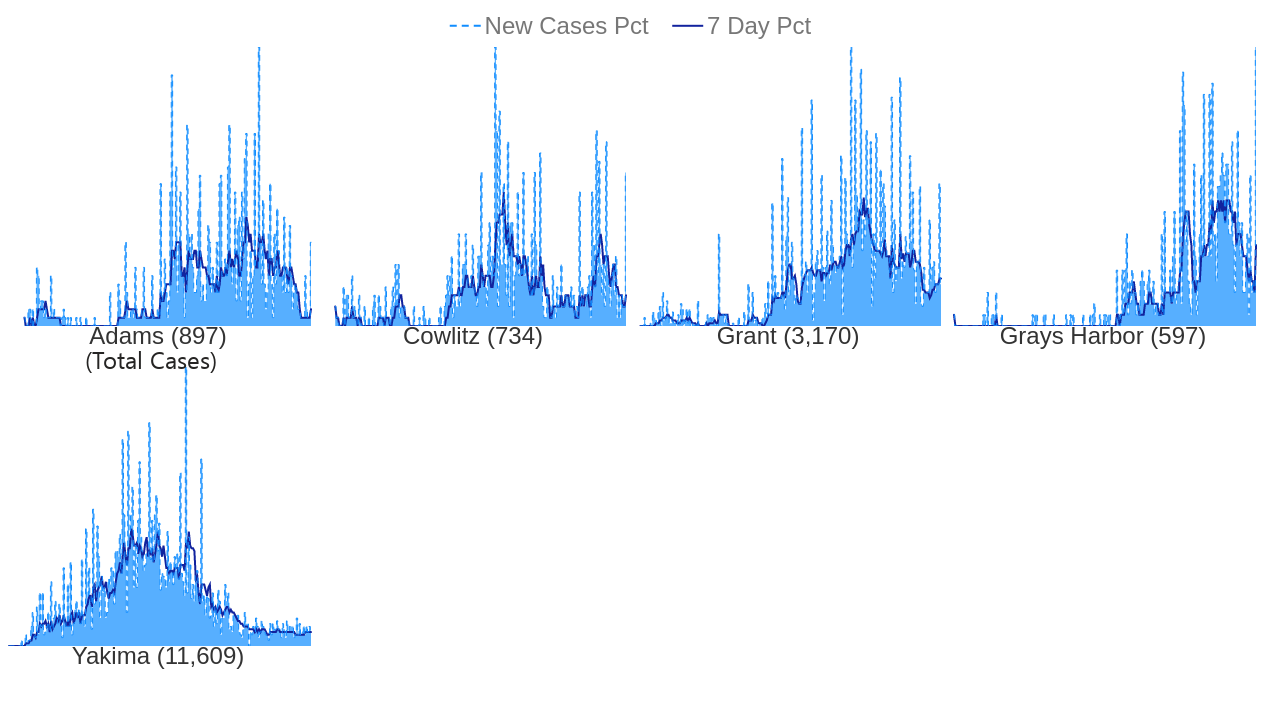 New Cases Pct 7 Day Pct
Adams (897) Cowlitz (734) Grant (3,170) Grays Harbor (597)
(Total Cases)
Yakima (11,609)